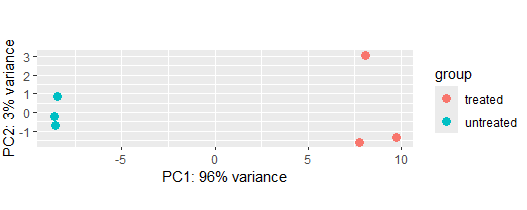 PC2: 3% variance
3
2
1
0
-1
-5
0
5
10
PC1: 96% variance
group
treated
untreated